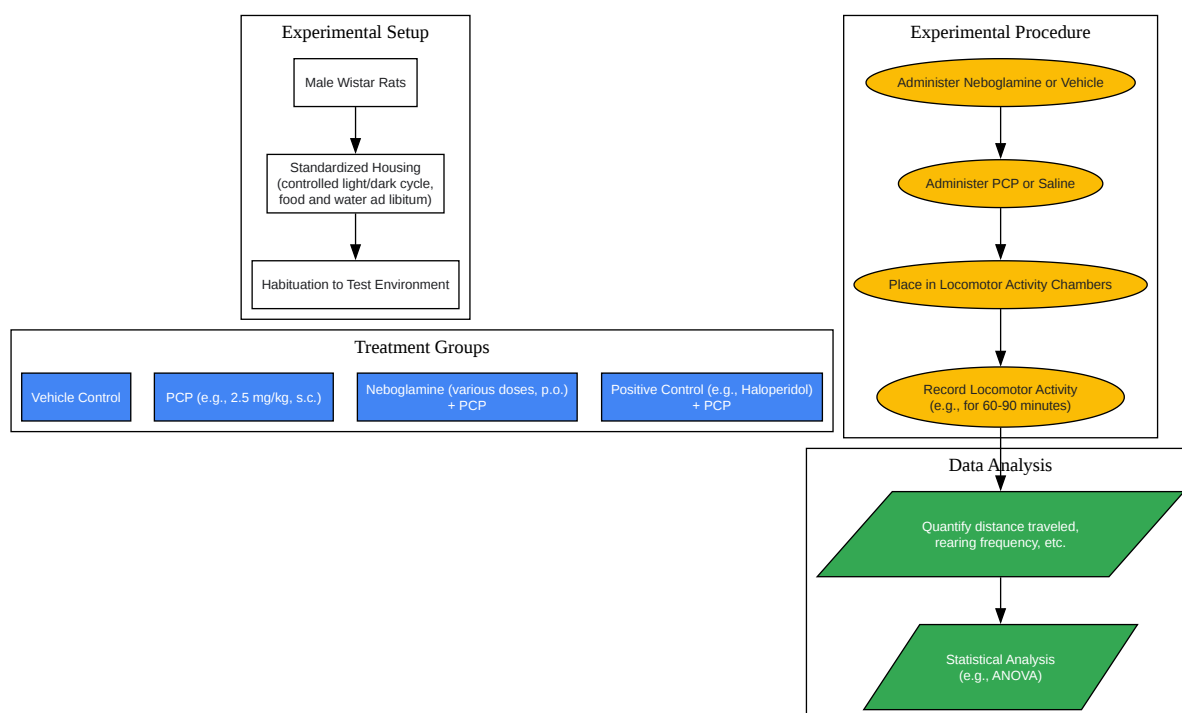 Experimental Setup
Male Wistar Rats
Standardized Housing
(controlled light/dark cycle,
food and water ad libitum)
Habituation to Test Environment
Treatment Groups
Vehicle Control
PCP (e.g., 2.5 mg/kg, s.c.)
Neboglamine (various doses, p.o.)
+ PCP
Positive Control (e.g., Haloperidol)
+ PCP
Experimental Procedure
Administer Neboglamine or Vehicle
Administer PCP or Saline
Place in Locomotor Activity Chambers
Record Locomotor Activity
(e.g., for 60-90 minutes)
Data Analysis
Quantify distance traveled,
rearing frequency, etc.
Statistical Analysis
(e.g., ANOVA)